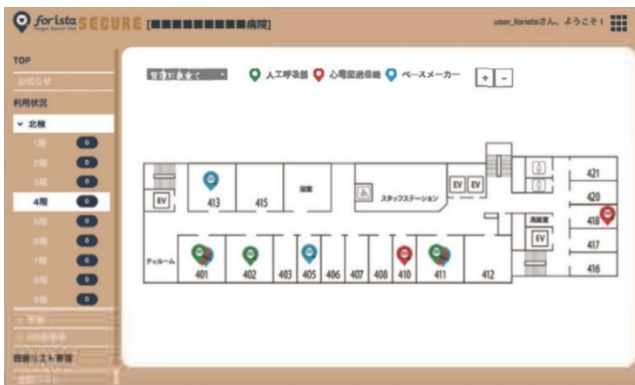 forista SECURE [■■■■■■■■■病院]
user_foristaさん、ようこそ！
TOP
お知らせ
利用状況
北棟
1階 0
2階 0
3階 0
4階 0
5階 0
6階 0
7階 0
8階 0
9階 0
人工呼吸器 心電図送信機 ペースメーカー + -
413 415 浴室 スタッフステーション EV EV 421
EV 420
洗面室 418
EV 417
デイルーム 401 402 403 405 406 407 408 410 411 412 416